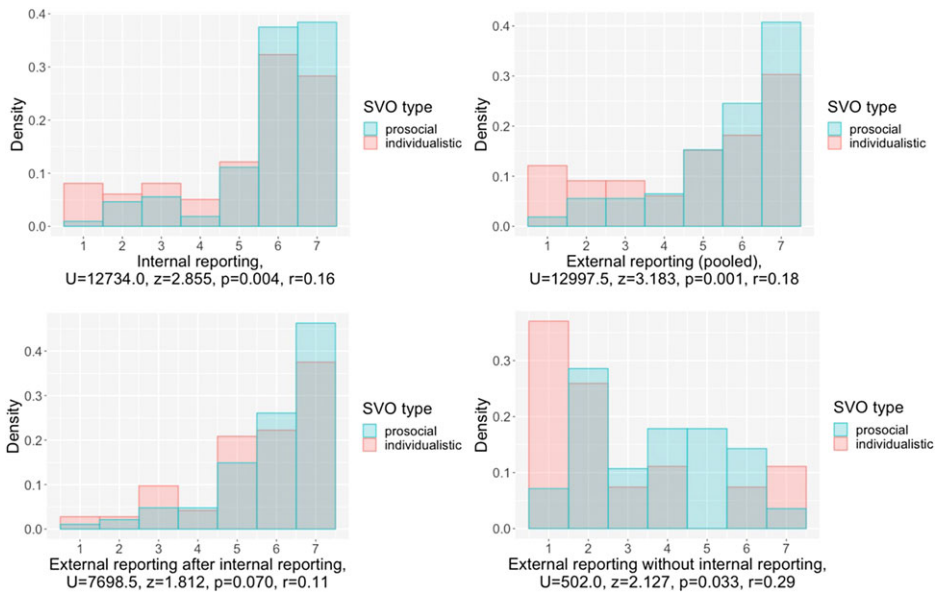 0.4
0.3
0.2
0.1
0.0
Density
1 2 3 4 5 6 7
Internal reporting,
U=12734.0, z=2.855, p=0.004, r=0.16
SVO type
prosocial
individualistic
0.4
0.3
0.2
0.1
0.0
Density
1 2 3 4 5 6 7
External reporting (pooled),
U=12997.5, z=3.183, p=0.001, r=0.18
SVO type
prosocial
individualistic
0.4
0.3
0.2
0.1
0.0
Density
1 2 3 4 5 6 7
External reporting after internal reporting,
U=7698.5, z=1.812, p=0.070, r=0.11
SVO type
prosocial
individualistic
0.3
0.2
0.1
0.0
Density
1 2 3 4 5 6 7
External reporting without internal reporting,
U=502.0, z=2.127, p=0.033, r=0.29
SVO type
prosocial
individualistic